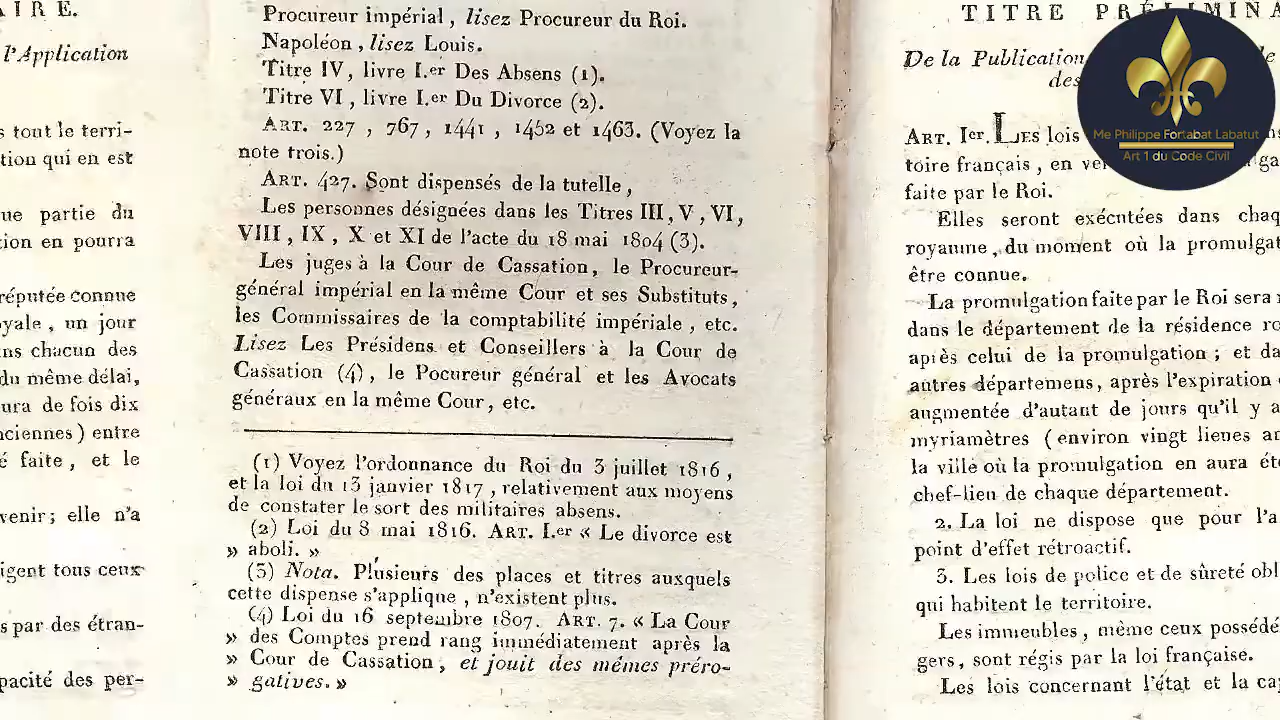 AIRE.
l'Application
s tout le terri-
tion qui en est
ue partie du
tion en pourra
réputée connue
yale, un jour
ns chacun des
du même délai,
ura de fois dix
nciennes) entre
é faite, et le
venir; elle n'a
igent tous ceux
s par des étran-
pacité des per-
Procureur impérial, lisez Procureur du Roi.
Napoléon, lisez Louis.
Titre IV, livre I.er Des Absens (1).
Titre VI, livre I.er Du Divorce (2).
ART. 227, 767, 1441, 1452 et 1463. (Voyez la
note trois.)
ART. 427. Sont dispensés de la tutelle,
Les personnes désignées dans les Titres III, V, VI,
VIII, IX, X et XI de l'acte du 18 mai 1804 (3).
Les juges à la Cour de Cassation, le Procureur-
général impérial en la même Cour et ses Substituts,
les Commissaires de la comptabilité impériale, etc.
Lisez Les Présidens et Conseillers à la Cour de
Cassation (4), le Pocureur général et les Avocats
généraux en la même Cour, etc.
(1) Voyez l'ordonnance du Roi du 3 juillet 1816,
et la loi du 13 janvier 1817, relativement aux moyens
de constater le sort des militaires absens.
(2) Loi du 8 mai 1816. ART. I.er « Le divorce est
» aboli. »
(3) Nota. Plusieurs des places et titres auxquels
cette dispense s'applique, n'existent plus.
(4) Loi du 16 septembre 1807. ART. 7. « La Cour
» des Comptes prend rang immédiatement après la
» Cour de Cassation, et jouit des mêmes préro-
» gatives. »
TITRE PRÉLIMINA
De la Publication
des
ART. Ier. LES lois
toire français, en ver
faite par le Roi.
Elles seront exécutées dans chaq
royaume, du moment où la promulgat
être connue.
La promulgation faite par le Roi sera
dans le département de la résidence ro
après celui de la promulgation; et da
autres départemens, après l'expiration
augmentée d'autant de jours qu'il y a
myriamètres (environ vingt lieues an
la ville où la promulgation en aura ét
chef-lieu de chaque département.
2. La loi ne dispose que pour l'a
point d'effet rétroactif.
3. Les lois de police et de sûreté obl
qui habitent le territoire.
Les immeubles, même ceux possédé
gers, sont régis par la loi française.
Les lois concernant l'état et la ca
Me Philippe Fortabat Labatut
Art 1 du Code Civil